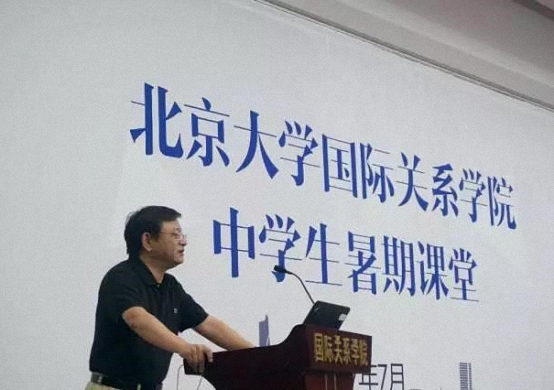 北京大学国际关系学院
中学生暑期课堂
国际关系学院
年7月